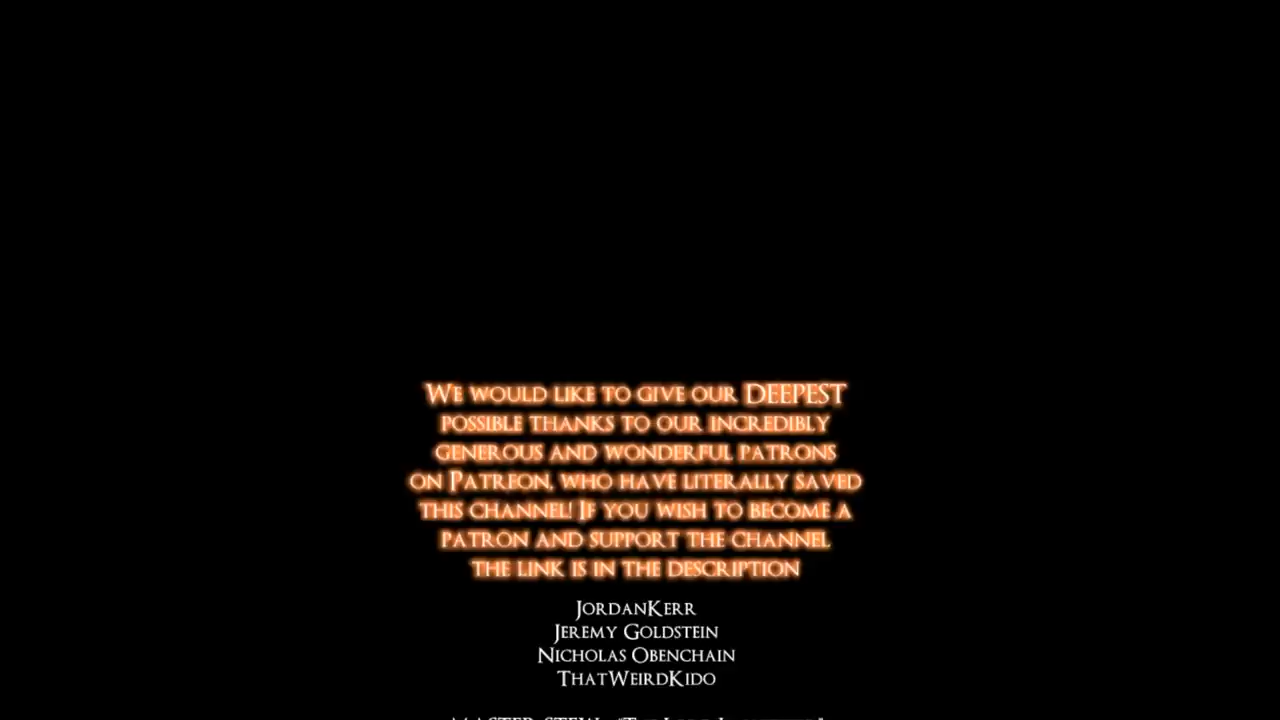 We would like to give our DEEPEST
possible thanks to our incredibly
generous and wonderful patrons
on Patreon, who have literally saved
this channel! If you wish to become a
patron and support the channel
the link is in the description
JordanKerr
Jeremy Goldstein
Nicholas Obenchain
ThatWeirdKido